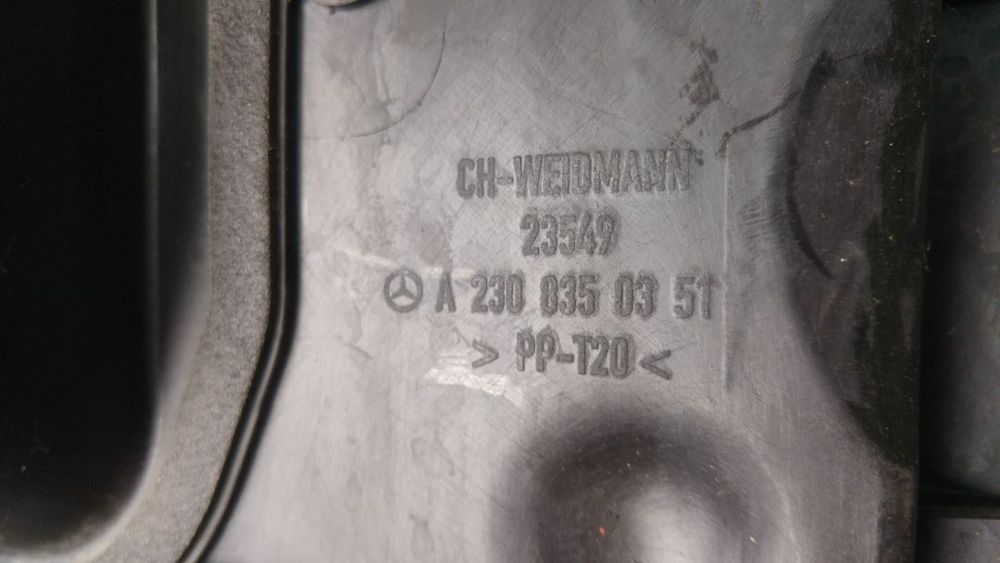 CH-WEIDMANN
23549
A 230 835 03 51
> PP-T20 <